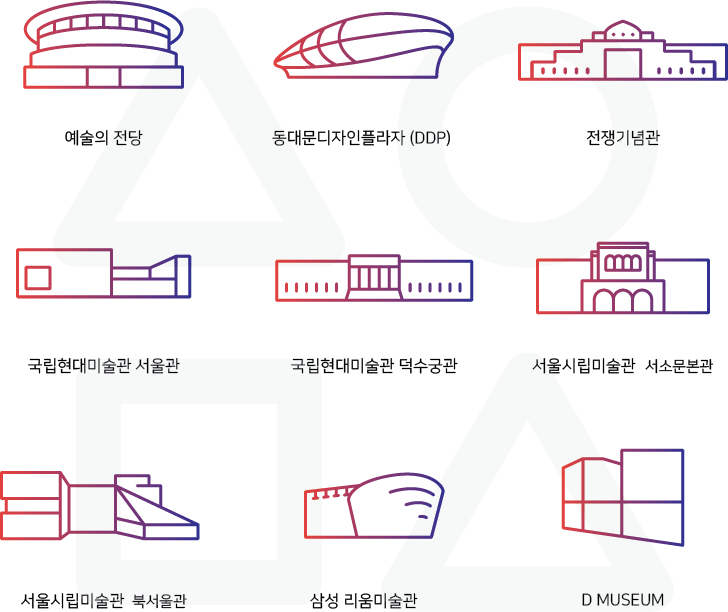 예술의 전당
동대문디자인플라자 (DDP)
전쟁기념관
국립현대미술관 서울관
국립현대미술관 덕수궁관
서울시립미술관 서소문본관
서울시립미술관 북서울관
삼성 리움미술관
D MUSEUM